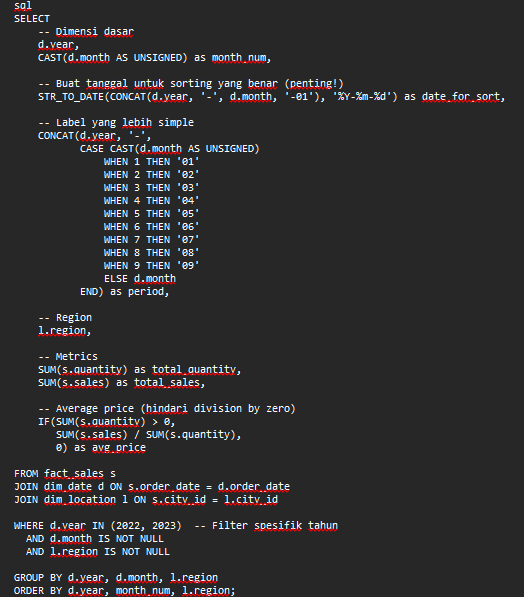 sql
SELECT
-- Dimensi dasar
d.year,
CAST(d.month AS UNSIGNED) as month_num,
-- Buat tanggal untuk sorting yang benar (penting!)
STR_TO_DATE(CONCAT(d.year, '-', d.month, '-01'), '%Y-%m-%d') as date_for_sort,
-- Label yang lebih simple
CONCAT(d.year, '-',
CASE CAST(d.month AS UNSIGNED)
WHEN 1 THEN '01'
WHEN 2 THEN '02'
WHEN 3 THEN '03'
WHEN 4 THEN '04'
WHEN 5 THEN '05'
WHEN 6 THEN '06'
WHEN 7 THEN '07'
WHEN 8 THEN '08'
WHEN 9 THEN '09'
ELSE d.month
END) as period,
-- Region
l.region,
-- Metrics
SUM(s.quantity) as total_quantity,
SUM(s.sales) as total_sales,
-- Average price (hindari division by zero)
IF(SUM(s.quantity) > 0,
SUM(s.sales) / SUM(s.quantity),
0) as avg_price
FROM fact_sales s
JOIN dim_date d ON s.order_date = d.order_date
JOIN dim_location l ON s.city_id = l.city_id
WHERE d.year IN (2022, 2023)  -- Filter spesifik tahun
AND d.month IS NOT NULL
AND l.region IS NOT NULL
GROUP BY d.year, d.month, l.region
ORDER BY d.year, month_num, l.region;